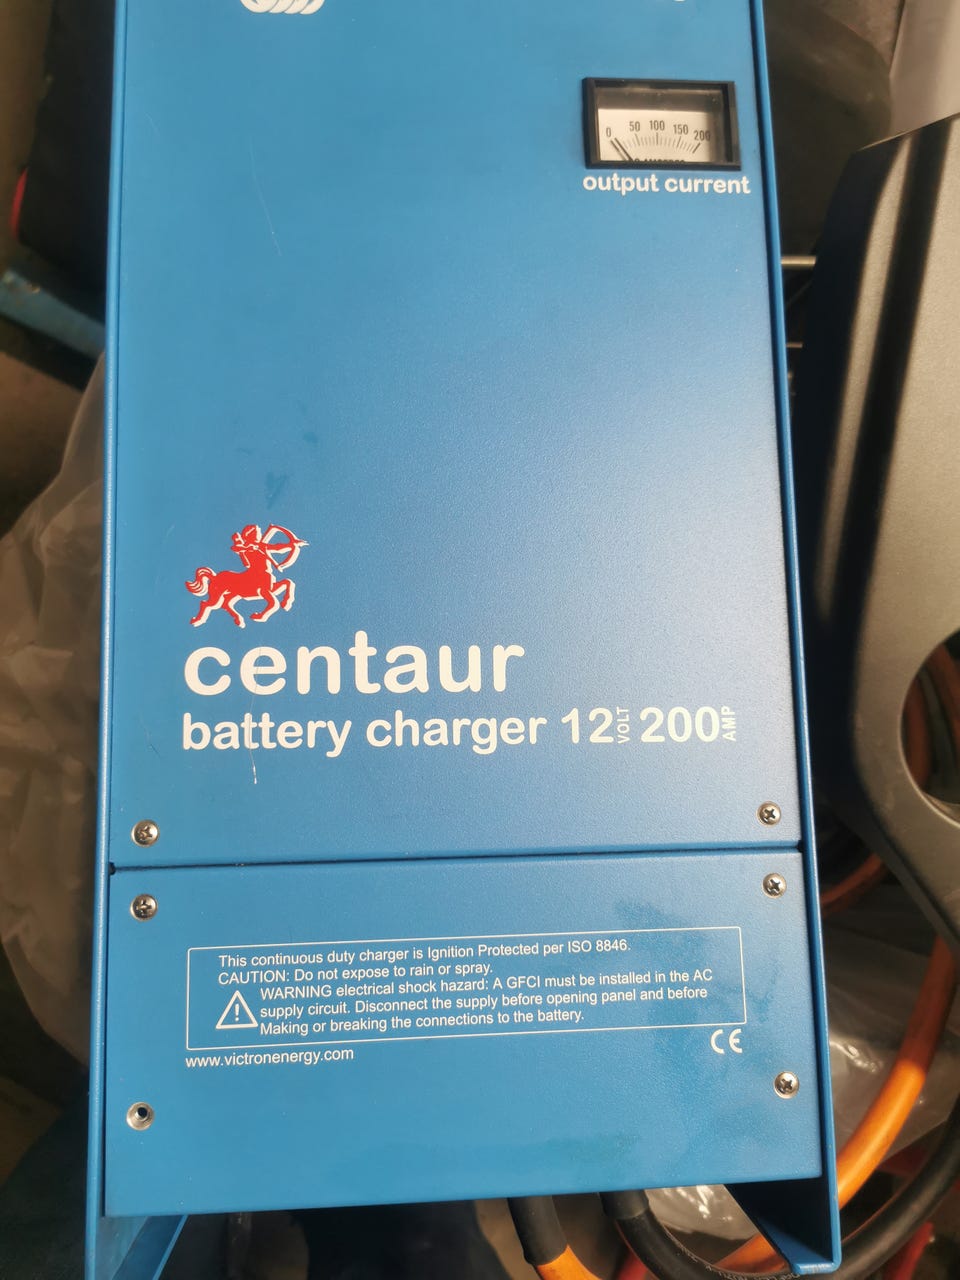 0 50 100 150 200
output current
centaur
battery charger 12 VOLT 200 AMP
This continuous duty charger is Ignition Protected per ISO 8846.
CAUTION: Do not expose to rain or spray.
WARNING electrical shock hazard: A GFCI must be installed in the AC
supply circuit. Disconnect the supply before opening panel and before
Making or breaking the connections to the battery.
www.victronenergy.com
CE